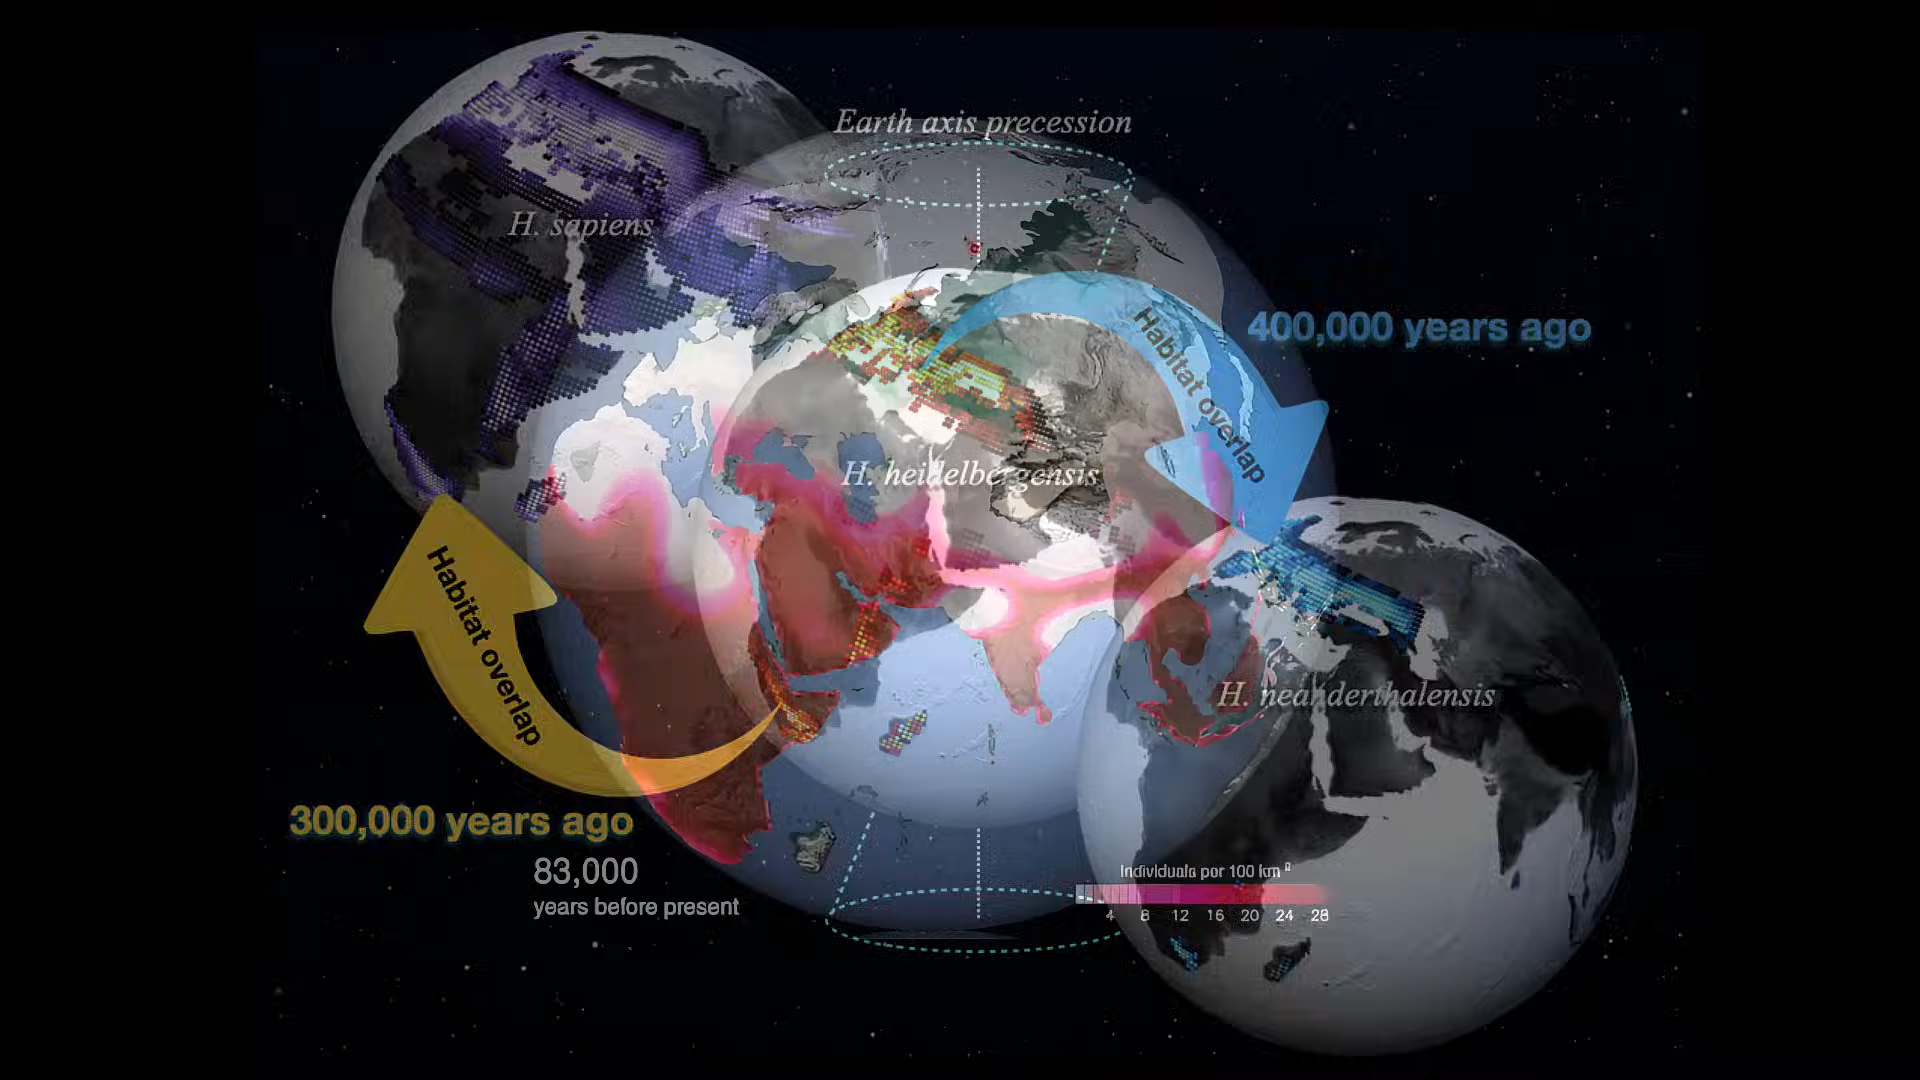 Earth axis precession
H. sapiens
400,000 years ago
Habitat overlap
H. heidelbergensis
Habitat overlap
H. neanderthalensis
300,000 years ago
83,000
years before present
Individuals per 100 km
4 8 12 16 20 24 28